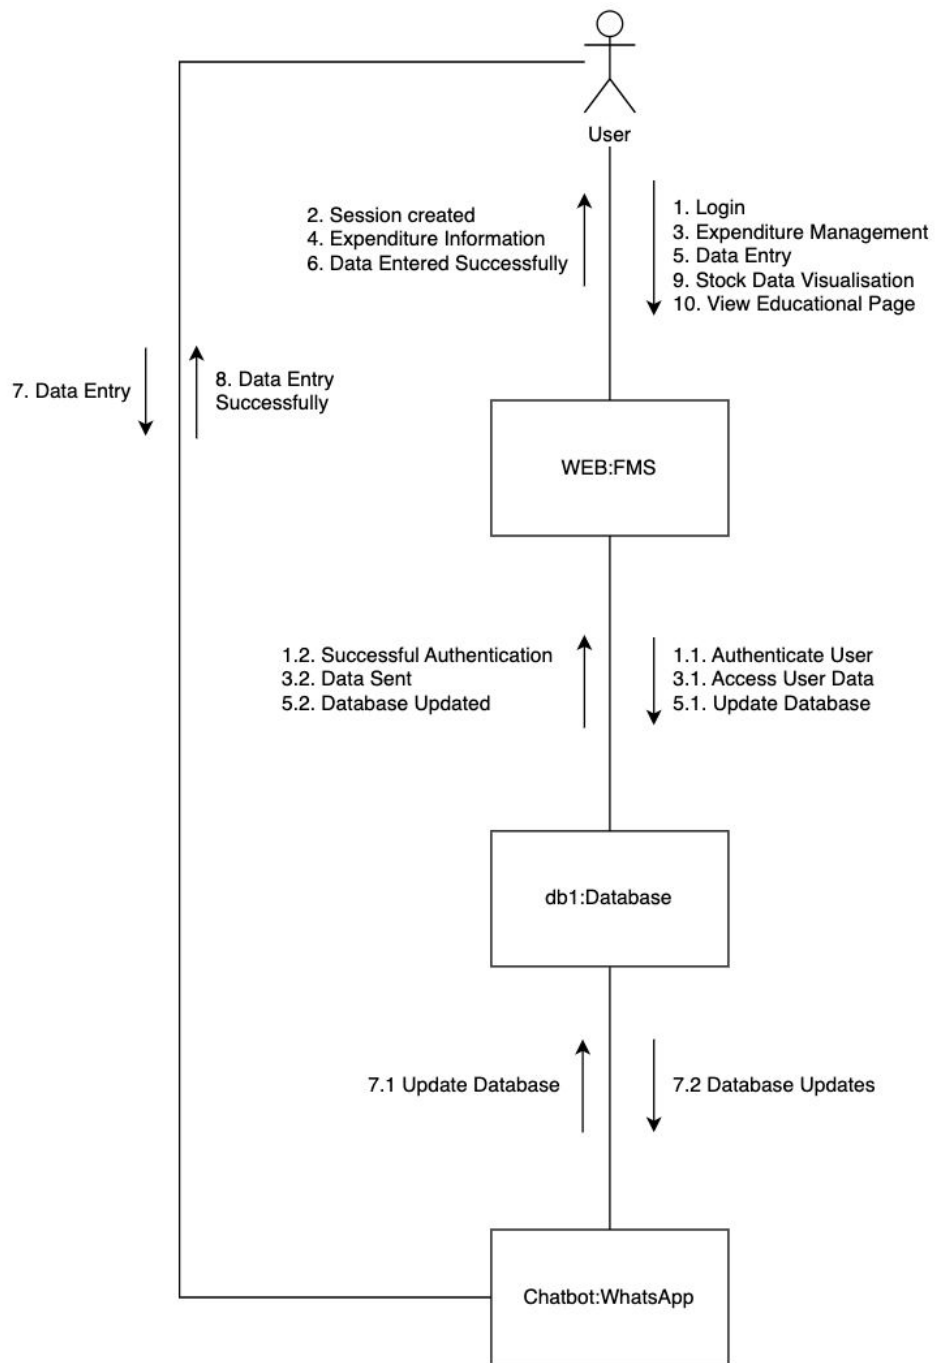 User
2. Session created
4. Expenditure Information
6. Data Entered Successfully
1. Login
3. Expenditure Management
5. Data Entry
9. Stock Data Visualisation
10. View Educational Page
7. Data Entry
8. Data Entry
Successfully
WEB:FMS
1.2. Successful Authentication
3.2. Data Sent
5.2. Database Updated
1.1. Authenticate User
3.1. Access User Data
5.1. Update Database
db1:Database
7.1 Update Database
7.2 Database Updates
Chatbot:WhatsApp